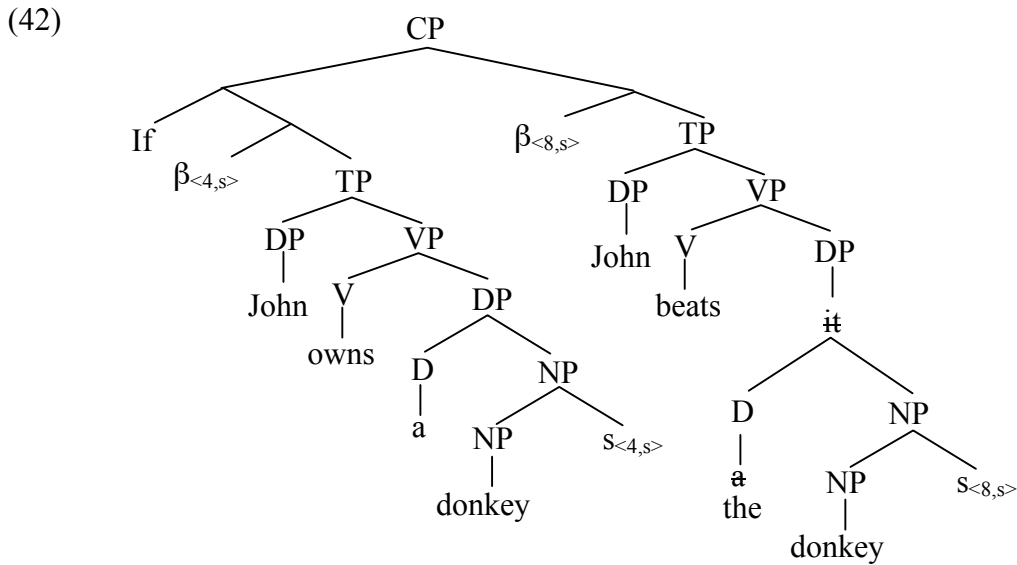 (42)
CP
If
β<4,s>
β<8,s>
TP
TP
DP
VP
DP
VP
John
V
DP
John
V
DP
owns
beats
it
D
NP
D
NP
a
NP
s<4,s>
a
NP
s<8,s>
donkey
the
donkey